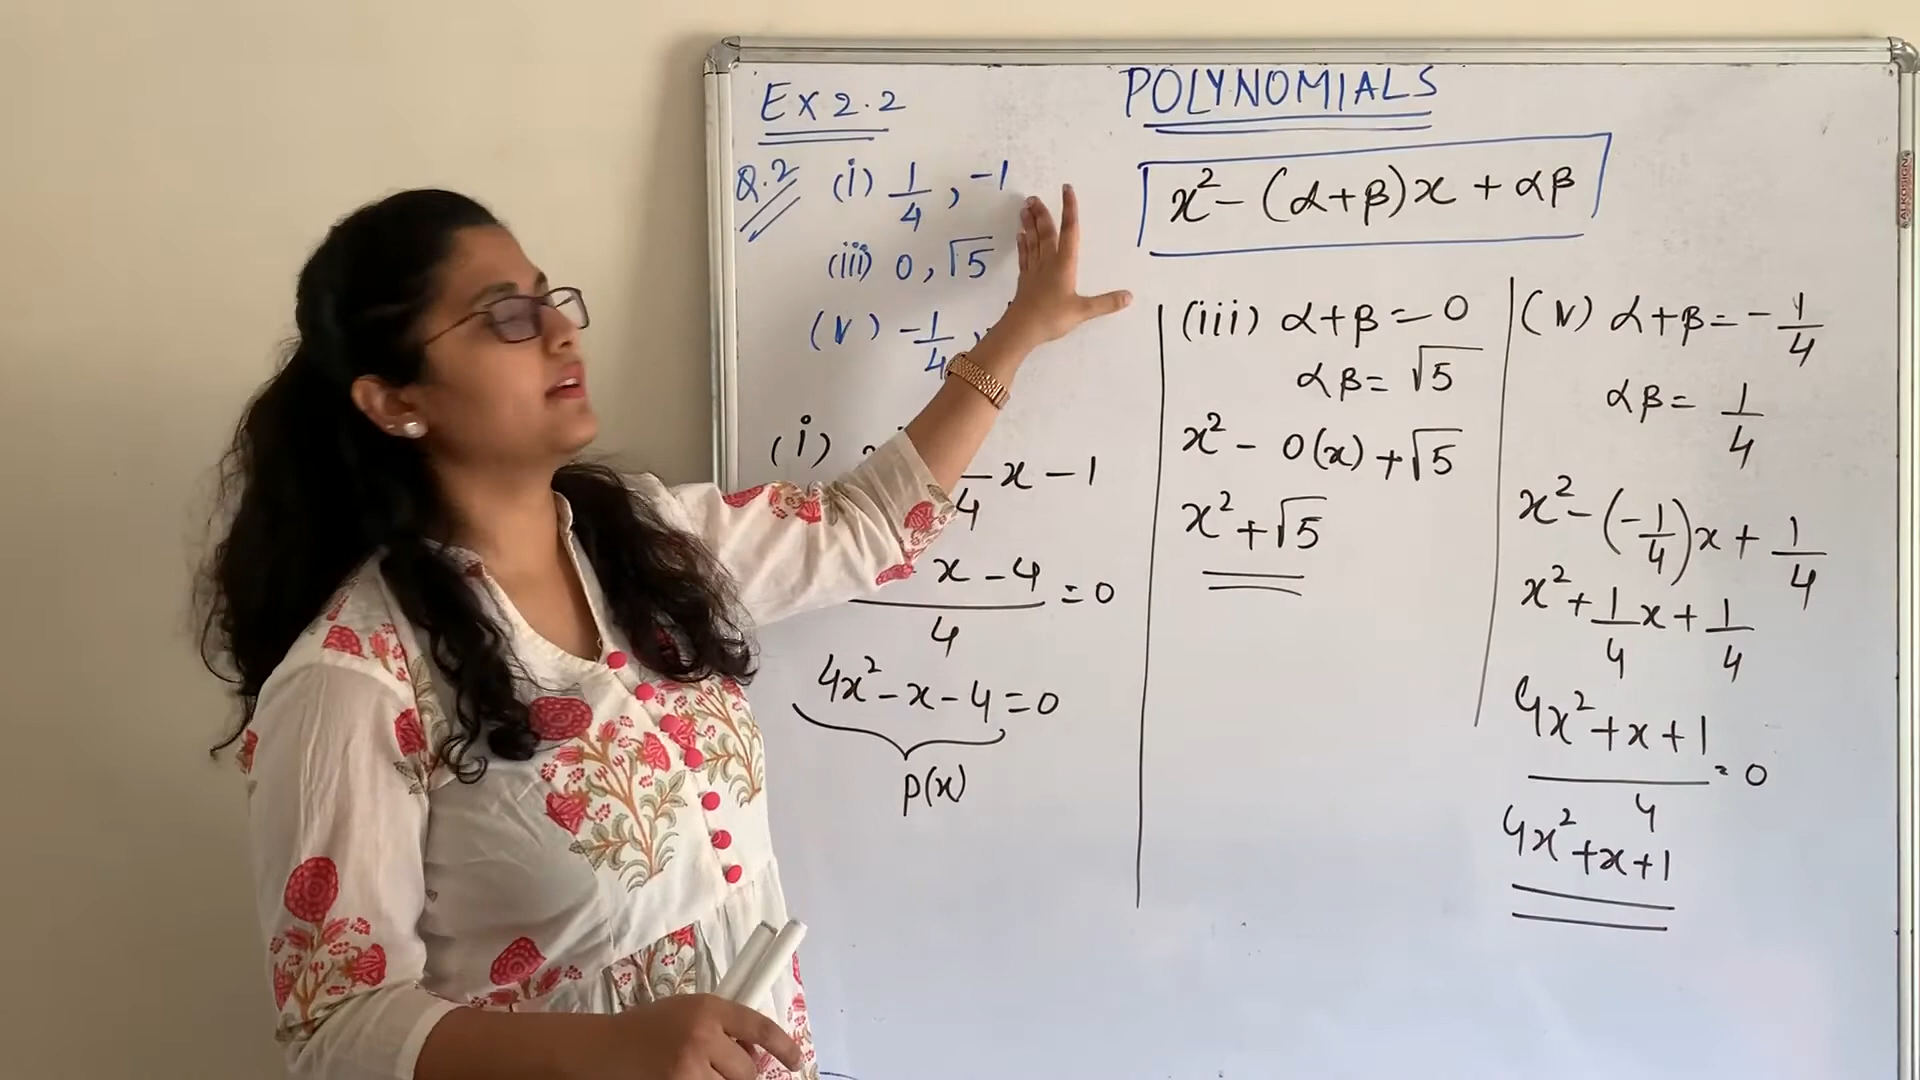 Ex 2.2
POLYNOMIALS
Q.2 (i) 1/4, -1
(iii) 0, √5
(V) -1/4,
x² - (α+β)x + αβ
(i)
/4 x - 1
x - 4 / 4 = 0
4x² - x - 4 = 0
p(x)
(iii) α+β = 0
αβ = √5
x² - 0(x) + √5
x² + √5
(V) α+β = -1/4
αβ = 1/4
x² - (-1/4)x + 1/4
x² + 1/4 x + 1/4
4x² + x + 1 / 4 = 0
4x² + x + 1
ALKOSIGN